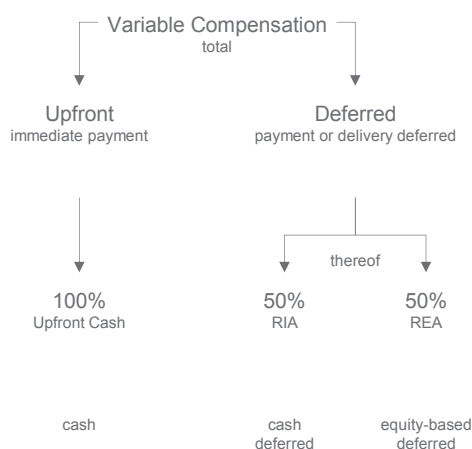 Variable Compensation
total
Upfront
immediate payment
Deferred
payment or delivery deferred
thereof
100%
Upfront Cash
50%
RIA
50%
REA
cash
cash
deferred
equity-based
deferred